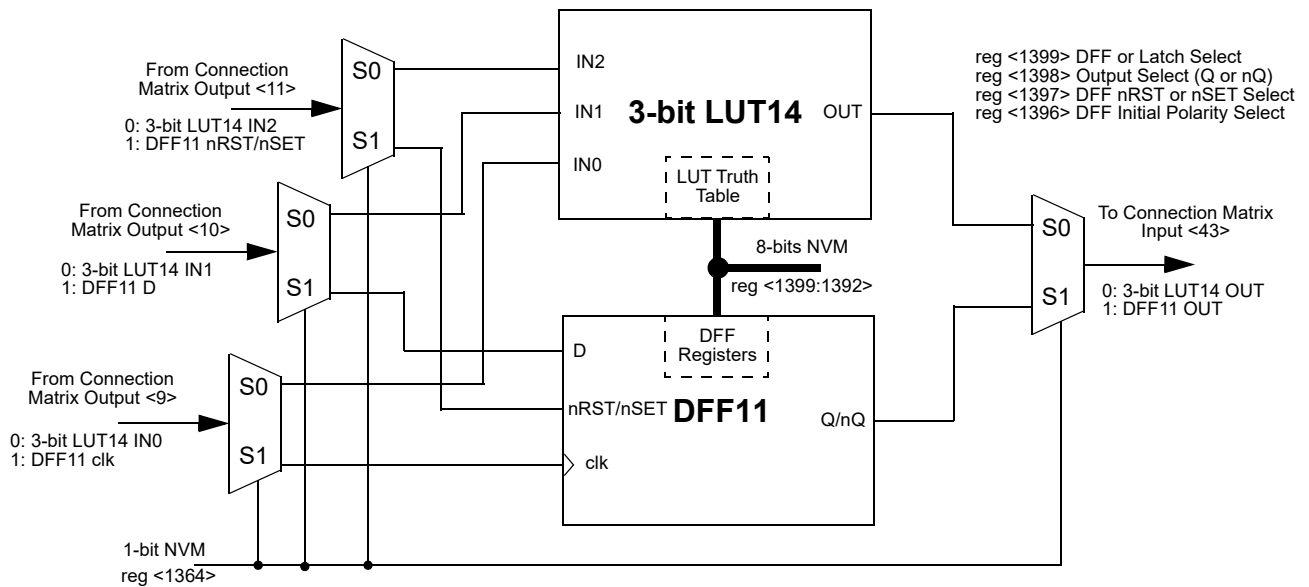 From Connection
Matrix Output <11>
0: 3-bit LUT14 IN2
1: DFF11 nRST/nSET
S0
S1
From Connection
Matrix Output <10>
0: 3-bit LUT14 IN1
1: DFF11 D
S0
S1
From Connection
Matrix Output <9>
0: 3-bit LUT14 IN0
1: DFF11 clk
S0
S1
1-bit NVM
reg <1364>
IN2
IN1
IN0
3-bit LUT14
OUT
LUT Truth
Table
8-bits NVM
reg <1399:1392>
DFF
Registers
D
nRST/nSET
clk
DFF11
Q/nQ
reg <1399> DFF or Latch Select
reg <1398> Output Select (Q or nQ)
reg <1397> DFF nRST or nSET Select
reg <1396> DFF Initial Polarity Select
S0
S1
To Connection Matrix
Input <43>
0: 3-bit LUT14 OUT
1: DFF11 OUT